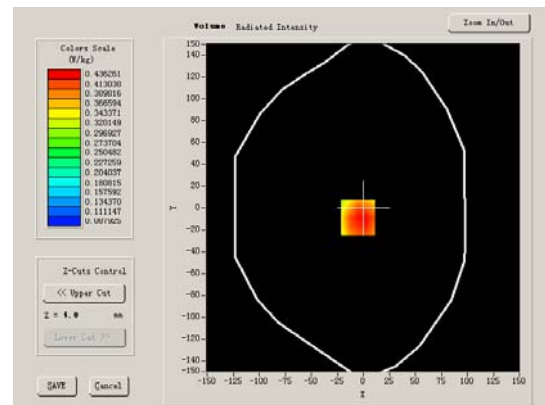 Volume Radiated Intensity
Zoom In/Out
Colors Scale
(W/kg)
0.436261
0.413038
0.389816
0.366594
0.343371
0.320149
0.296927
0.273704
0.250482
0.227259
0.204037
0.180815
0.157592
0.134370
0.111147
0.087925
Z-Cuts Control
<< Upper Cut
Z = 4.0 mm
Lower Cut >>
SAVE
Cancel
150
140
120
100
80
60
40
20
0
-20
-40
-60
-80
-100
-120
-140
-150
Y
-150 -125 -100 -75 -50 -25 0 25 50 75 100 125 150
X